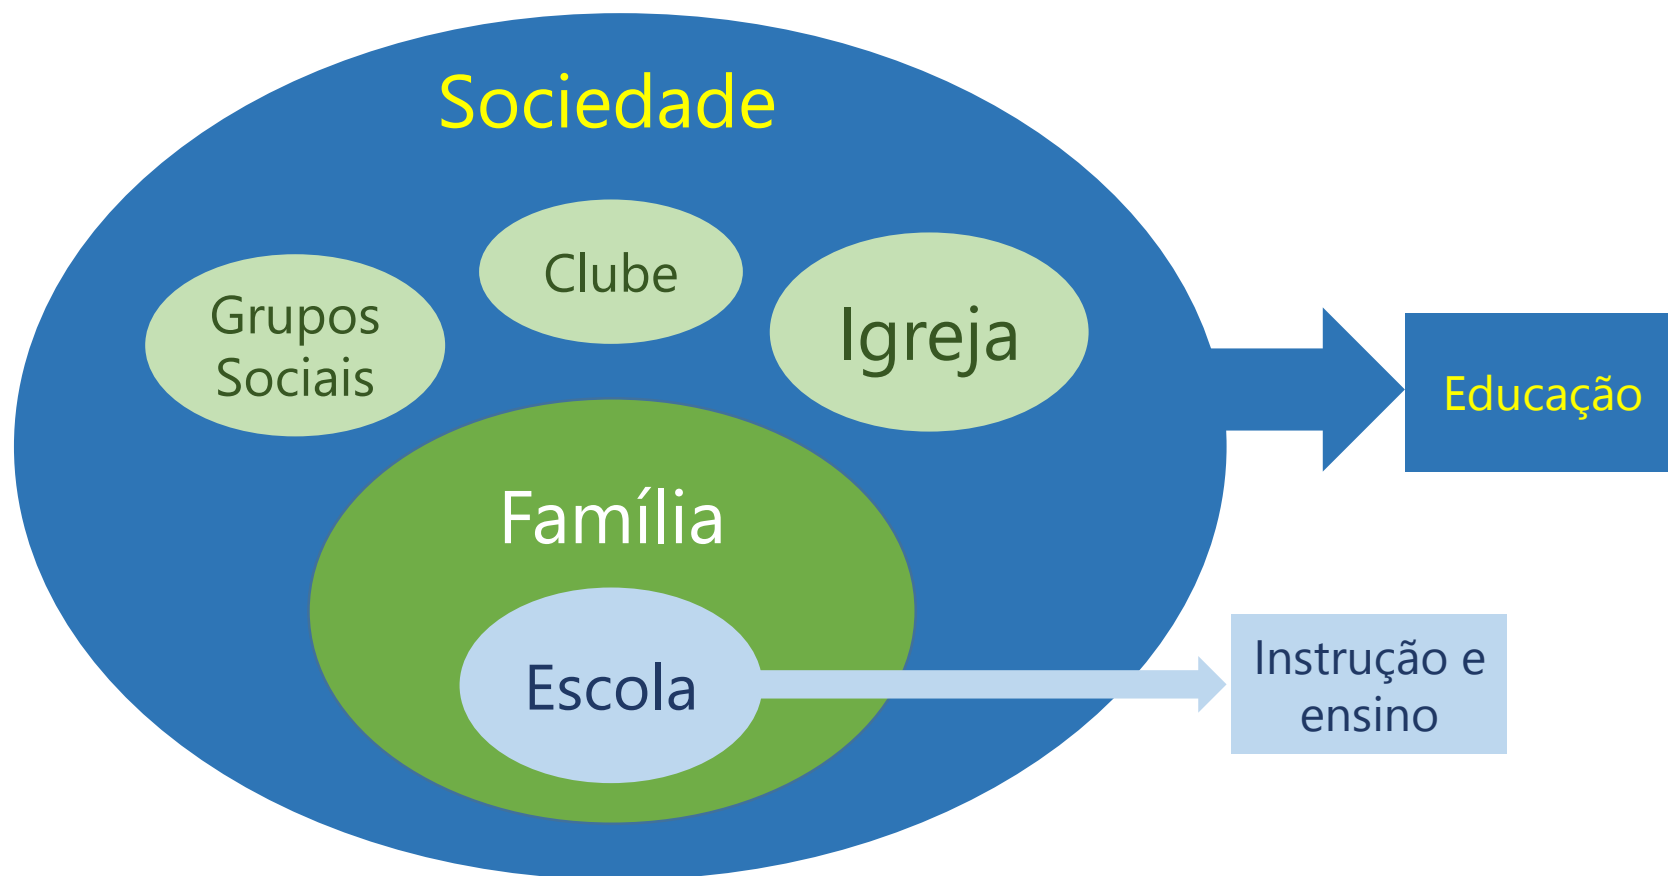 Sociedade
Clube
Grupos
Sociais
Igreja
Educação
Família
Escola
Instrução e
ensino